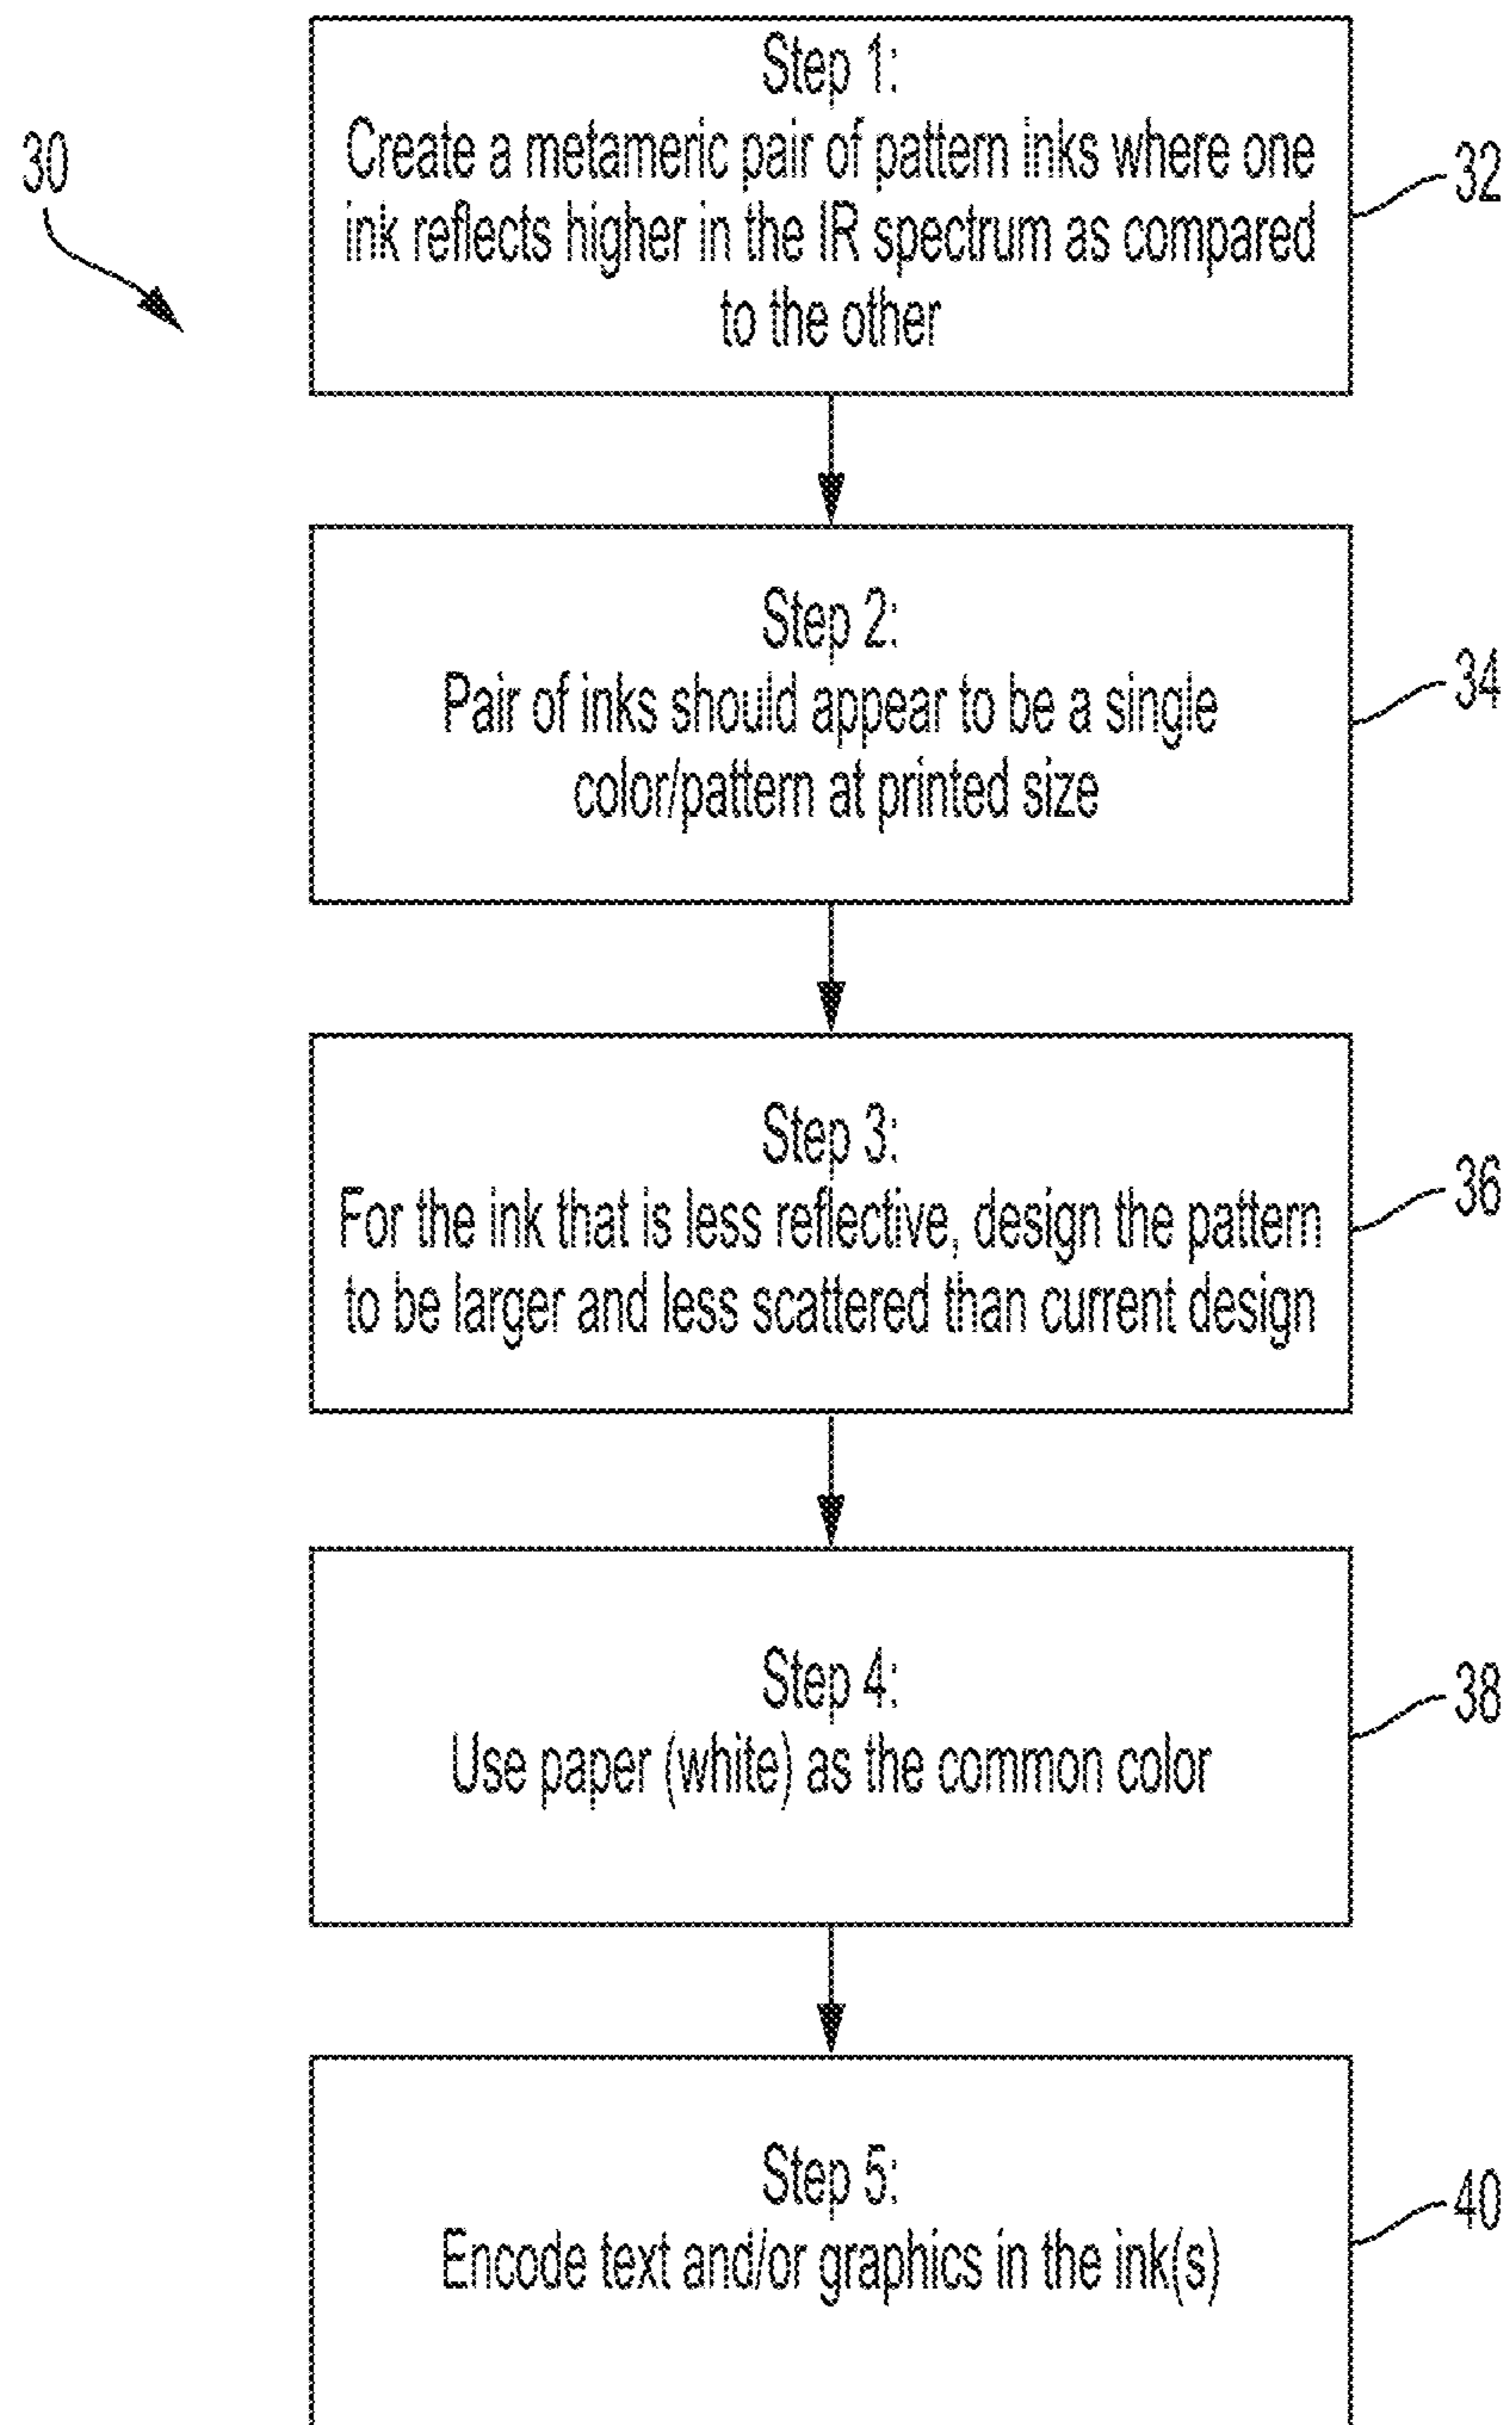 30
Step 1:
Create a metameric pair of pattern inks where one
ink reflects higher in the IR spectrum as compared
to the other
32
Step 2:
Pair of inks should appear to be a single
color/pattern at printed size
34
Step 3:
For the ink that is less reflective, design the pattern
to be larger and less scattered than current design
36
Step 4:
Use paper (white) as the common color
38
Step 5:
Encode text and/or graphics in the ink(s)
40